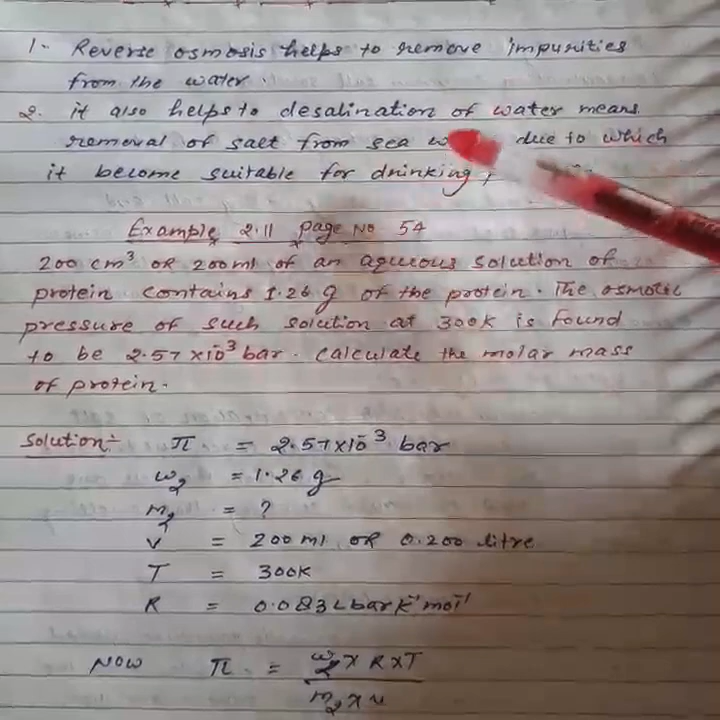 1- Reverse osmosis helps to remove impurities
from the water.
2. it also helps to desalination of water means
removal of salt from sea due to which
it become suitable for drinking
Example 2.11 page No 54
200 cm³ OR 200ml of an aqueous solution of
protein contains 1.26 g of the protein. The osmotic
pressure of such solution at 300K is found
to be 2.57 x 10⁻³ bar. Calculate the molar mass
of protein.
Solution:- π = 2.57 x 10⁻³ bar
w₂ = 1.26 g
m₂ = ?
V = 200 ml OR 0.200 litre
T = 300K
R = 0.083 L bar K⁻¹ mol⁻¹
NOW π = w₂ x R x T
m₂ x v